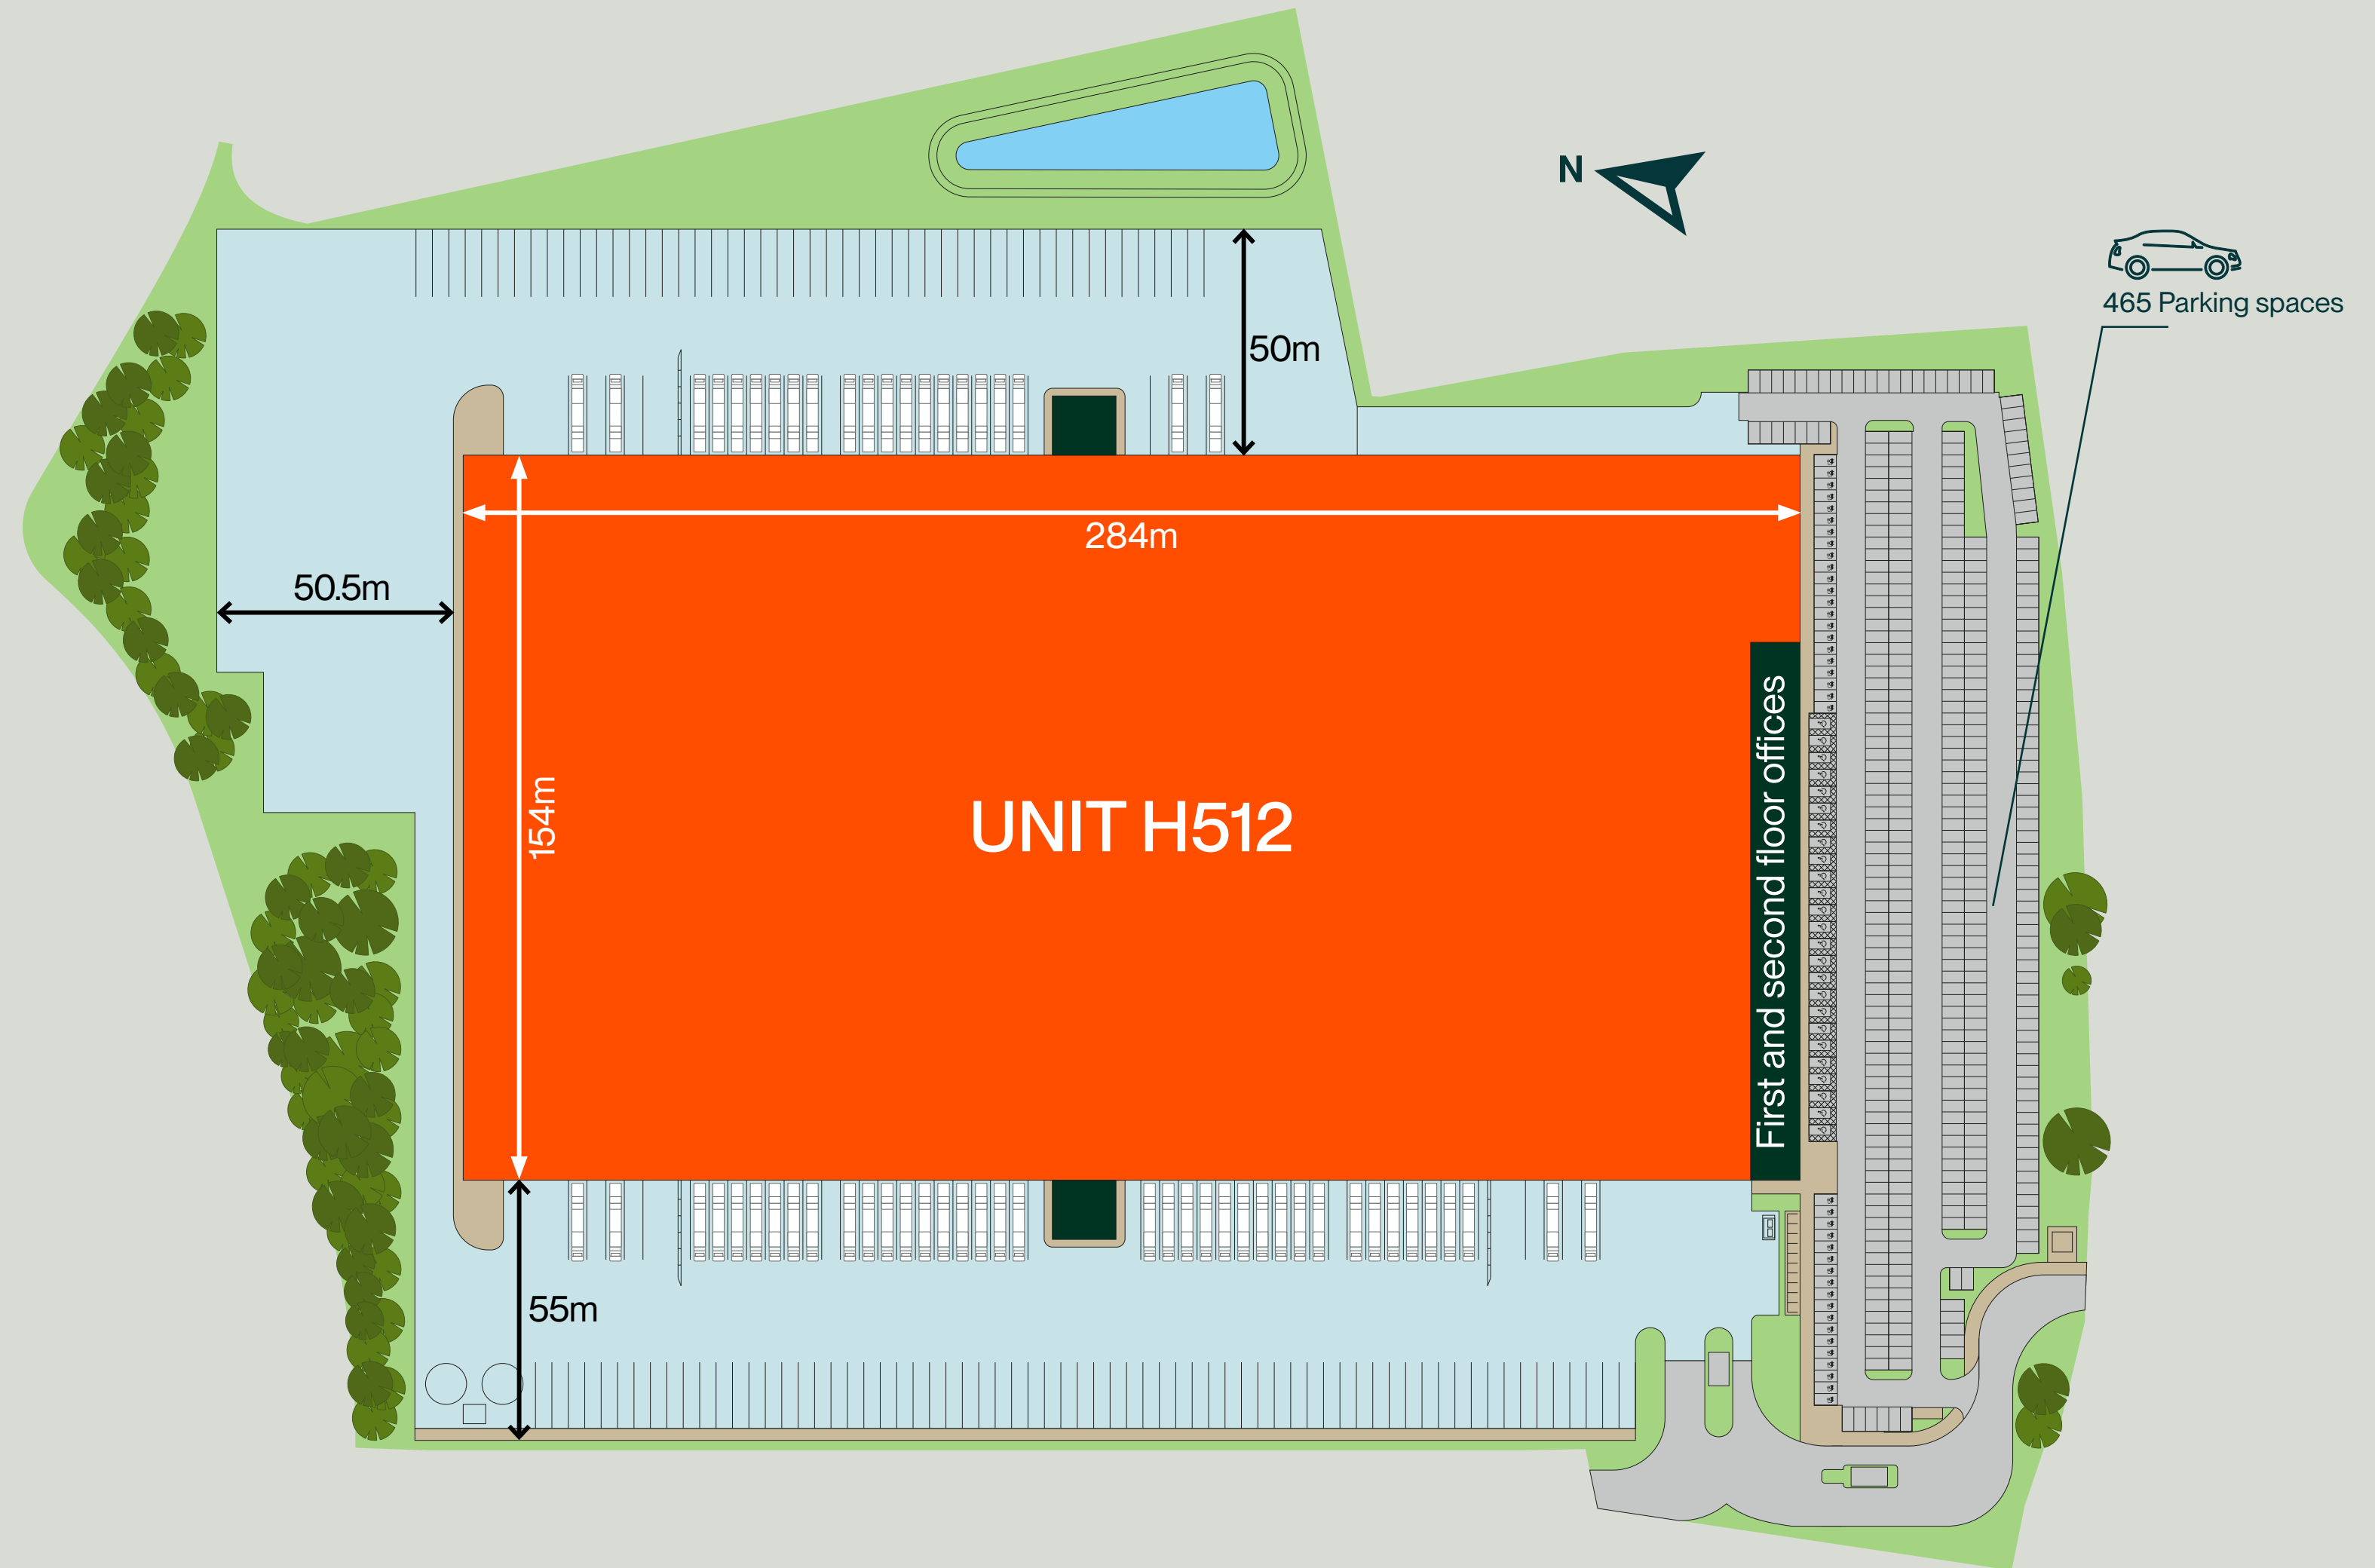 N
465 Parking spaces
50m
284m
50.5m
154m
UNIT H512
First and second floor offices
55m